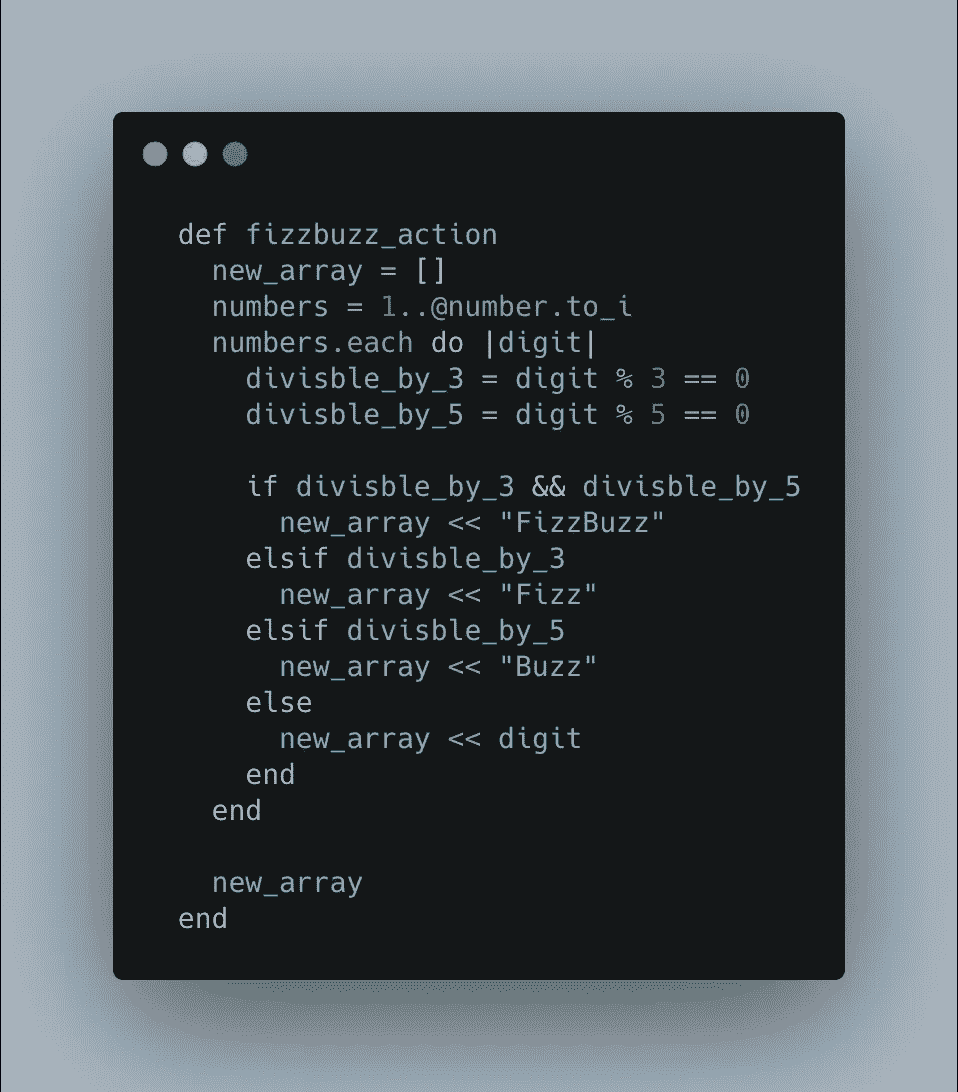 def fizzbuzz_action
  new_array = []
  numbers = 1..@number.to_i
  numbers.each do |digit|
    divisble_by_3 = digit % 3 == 0
    divisble_by_5 = digit % 5 == 0

    if divisble_by_3 && divisble_by_5
      new_array << "FizzBuzz"
    elsif divisble_by_3
      new_array << "Fizz"
    elsif divisble_by_5
      new_array << "Buzz"
    else
      new_array << digit
    end
  end

  new_array
end